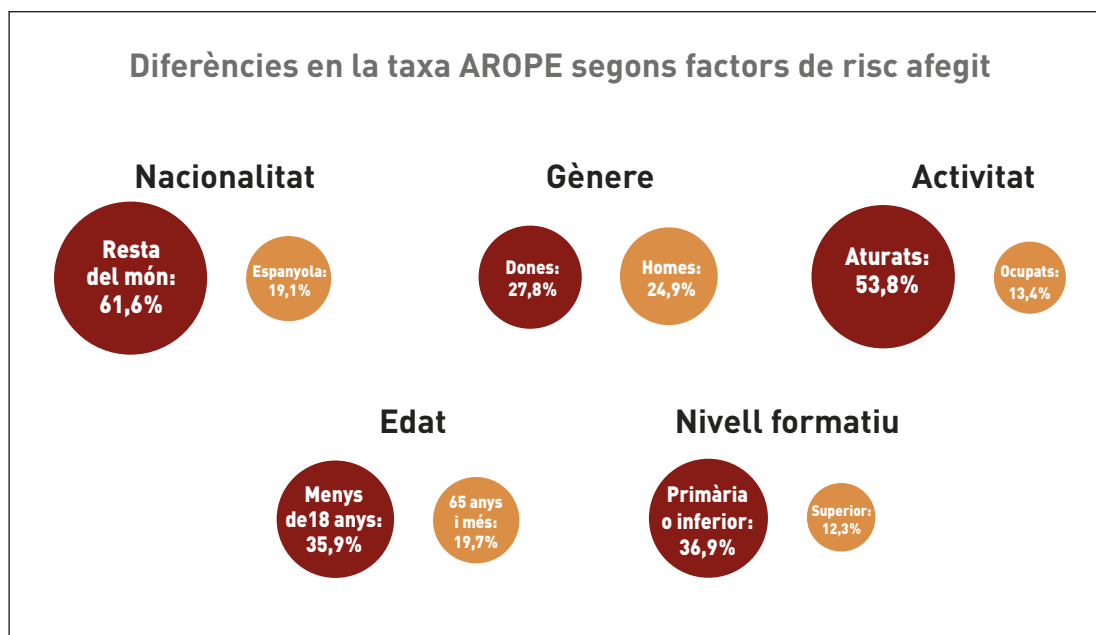 Diferències en la taxa AROPE segons factors de risc afegit
Nacionalitat
Resta
del món:
61,6%
Espanyola:
19,1%
Gènere
Dones:
27,8%
Homes:
24,9%
Activitat
Aturats:
53,8%
Ocupats:
13,4%
Edat
Menys
de18 anys:
35,9%
65 anys
i més:
19,7%
Nivell formatiu
Primària
o inferior:
36,9%
Superior:
12,3%